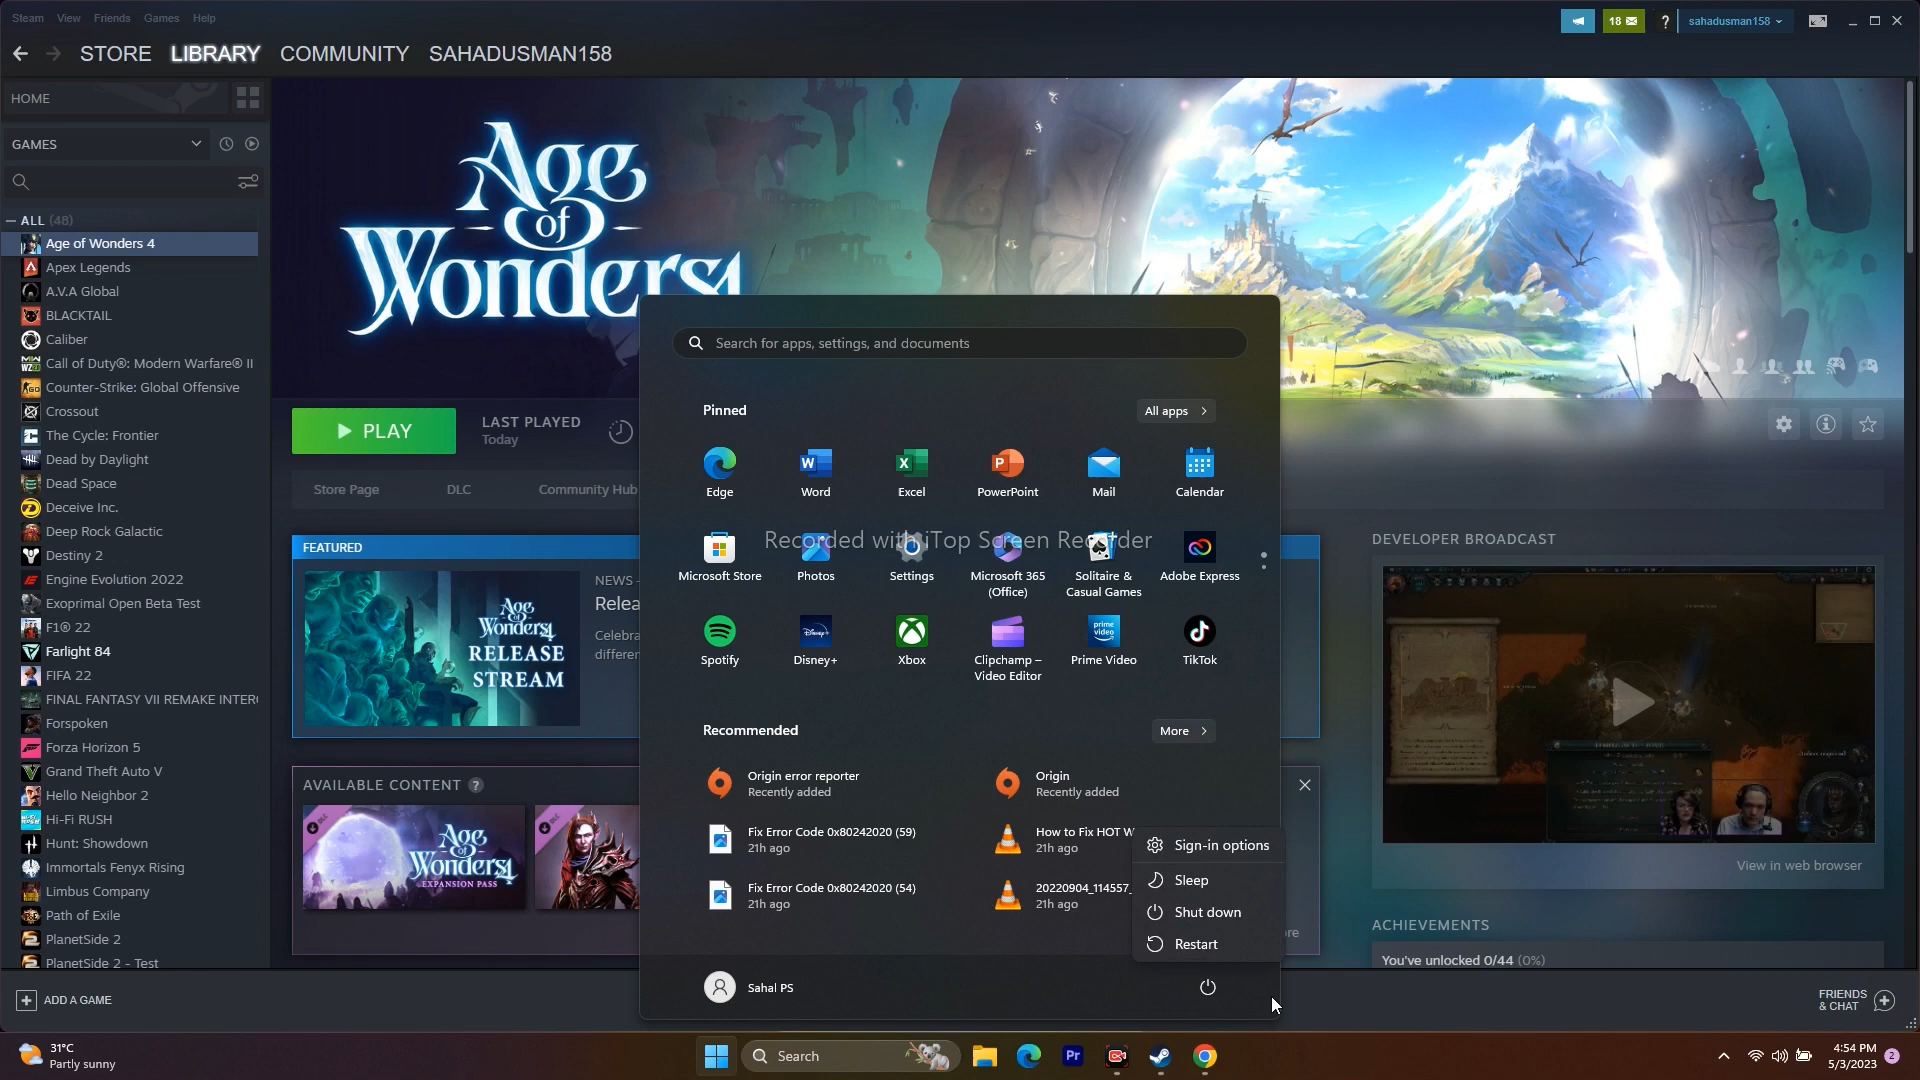 Steam View Friends Games Help
18
?
sahadusman158
STORE LIBRARY COMMUNITY SAHADUSMAN158
HOME
GAMES
ALL (48)
Age of Wonders 4
Apex Legends
A.V.A Global
BLACKTAIL
Caliber
Call of Duty®: Modern Warfare® II
Counter-Strike: Global Offensive
Crossout
The Cycle: Frontier
Dead by Daylight
Dead Space
Deceive Inc.
Deep Rock Galactic
Destiny 2
Engine Evolution 2022
Exoprimal Open Beta Test
F1® 22
Farlight 84
FIFA 22
FINAL FANTASY VII REMAKE INTER
Forspoken
Forza Horizon 5
Grand Theft Auto V
Hello Neighbor 2
Hi-Fi RUSH
Hunt: Showdown
Immortals Fenyx Rising
Limbus Company
Path of Exile
PlanetSide 2
PlanetSide 2 - Test
ADD A GAME
Age
of
Wonders4
PLAY
LAST PLAYED
Today
Store Page DLC Community Hub
FEATURED
Age
of
Wonders4
RELEASE
STREAM
NEWS -
Relea
Celebra
differen
AVAILABLE CONTENT ?
Age
of
Wonders4
EXPANSION PASS
Search for apps, settings, and documents
Pinned
All apps
Edge
Word
Excel
PowerPoint
Mail
Calendar
Recorded with iTop Screen Recorder
Microsoft Store
Photos
Settings
Microsoft 365
(Office)
Solitaire &
Casual Games
Adobe Express
Spotify
Disney+
Xbox
Clipchamp –
Video Editor
prime
video
Prime Video
TikTok
Recommended
More
Origin error reporter
Recently added
Origin
Recently added
Fix Error Code 0x80242020 (59)
21h ago
How to Fix HOT W
21h ago
Fix Error Code 0x80242020 (54)
21h ago
20220904_114557_
21h ago
Sign-in options
Sleep
Shut down
Restart
Sahal PS
DEVELOPER BROADCAST
View in web browser
ACHIEVEMENTS
You've unlocked 0/44 (0%)
FRIENDS
& CHAT
31°C
Partly sunny
Search
Pr
4:54 PM
5/3/2023
2